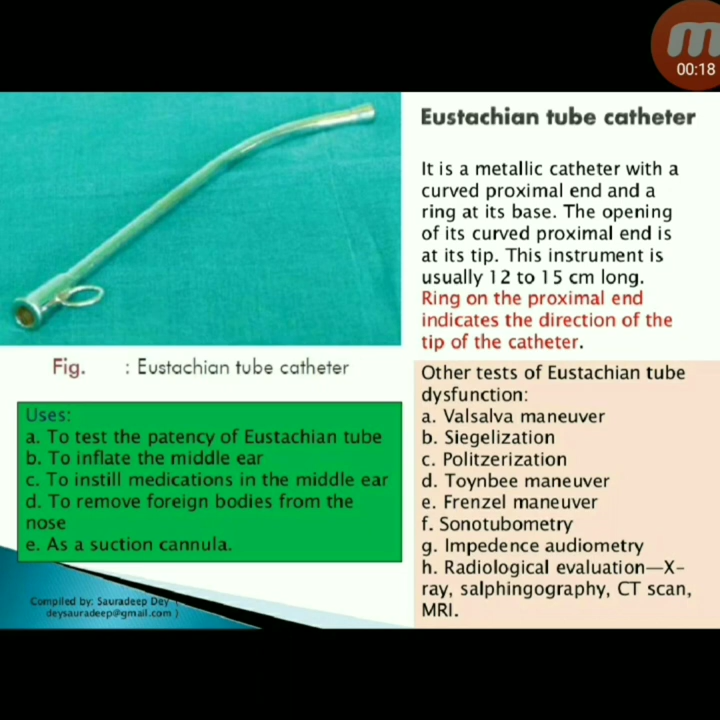 00:18
Eustachian tube catheter
It is a metallic catheter with a
curved proximal end and a
ring at its base. The opening
of its curved proximal end is
at its tip. This instrument is
usually 12 to 15 cm long.
Ring on the proximal end
indicates the direction of the
tip of the catheter.
Fig. : Eustachian tube catheter
Uses:
a. To test the patency of Eustachian tube
b. To inflate the middle ear
c. To instill medications in the middle ear
d. To remove foreign bodies from the
nose
e. As a suction cannula.
Other tests of Eustachian tube
dysfunction:
a. Valsalva maneuver
b. Siegelization
c. Politzerization
d. Toynbee maneuver
e. Frenzel maneuver
f. Sonotubometry
g. Impedence audiometry
h. Radiological evaluation—X-
ray, salphingography, CT scan,
MRI.
Compiled by: Sauradeep Dey (
deysauradeep@gmail.com )